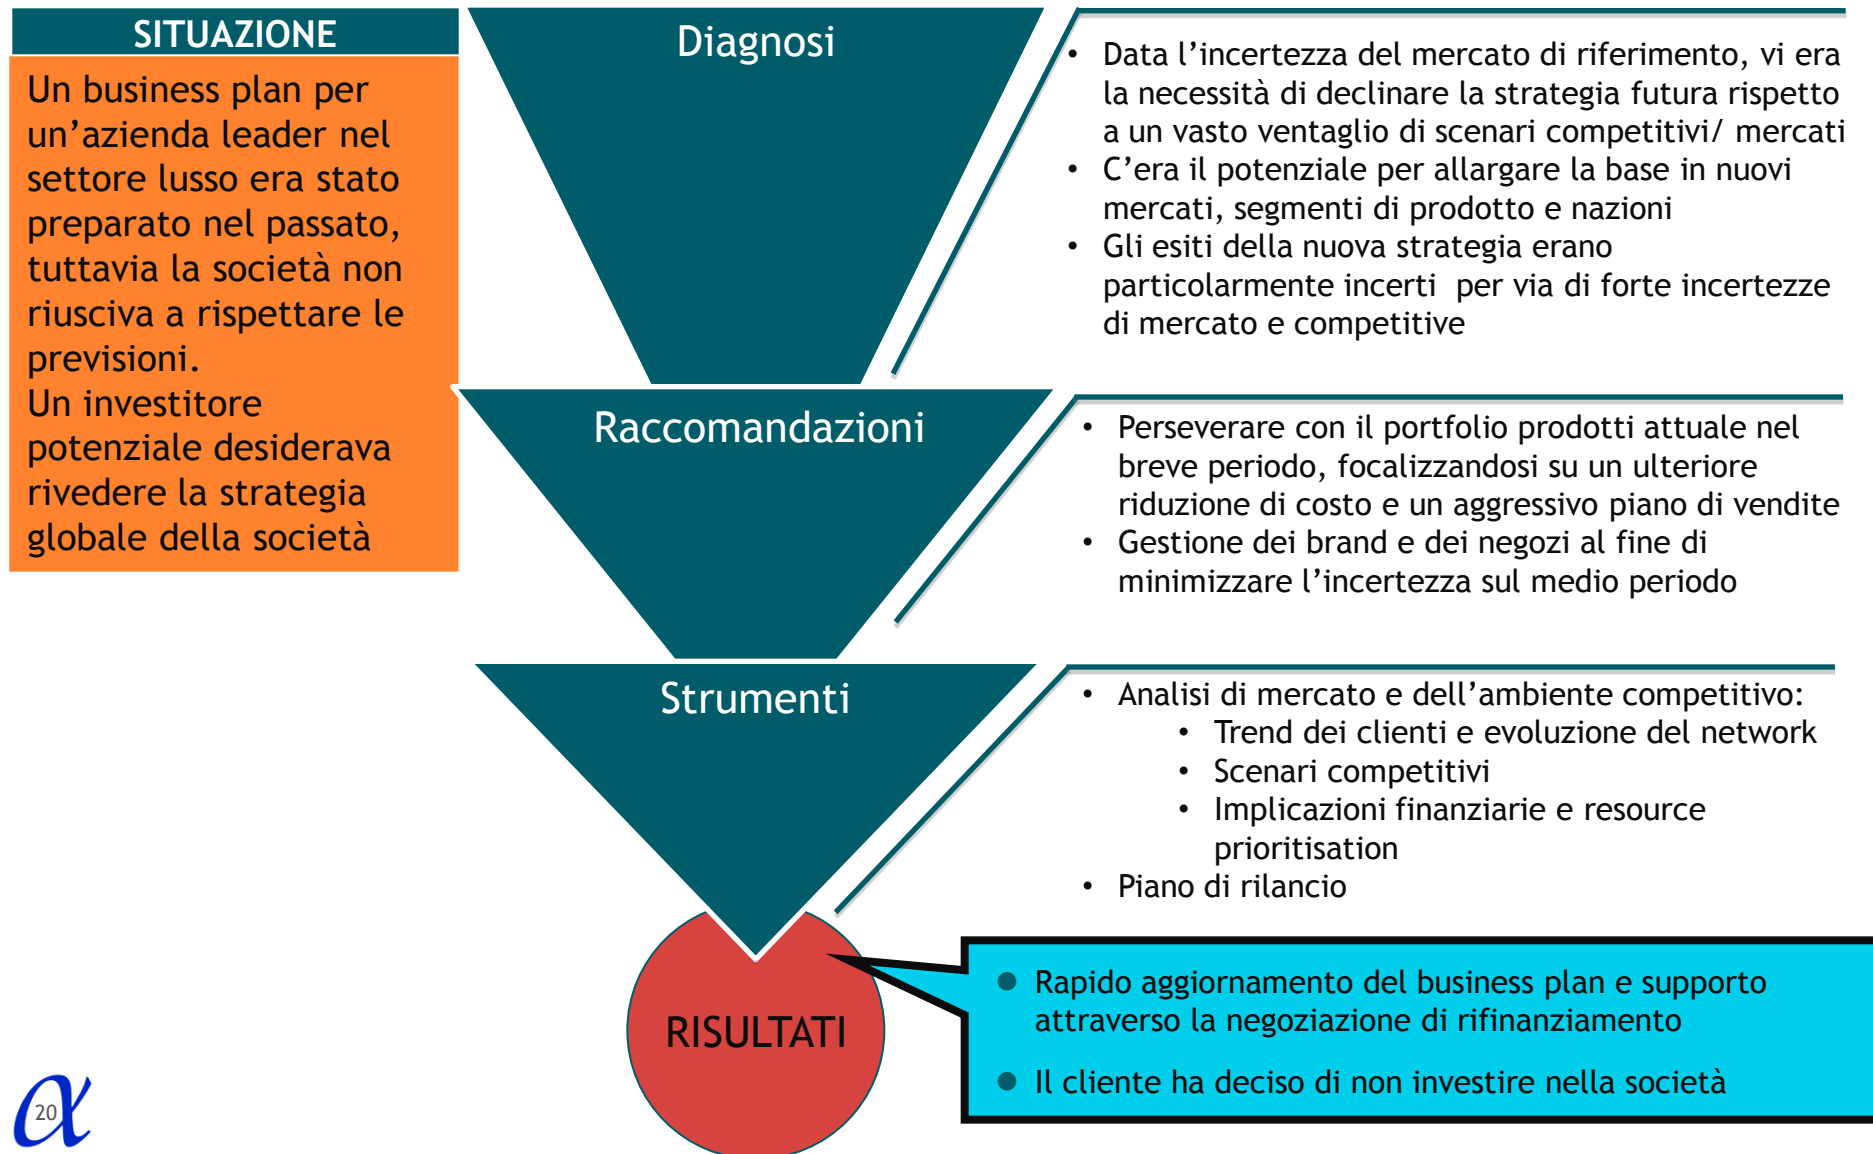 SITUAZIONE
Un business plan per
un’azienda leader nel
settore lusso era stato
preparato nel passato,
tuttavia la società non
riusciva a rispettare le
previsioni.
Un investitore
potenziale desiderava
rivedere la strategia
globale della società
Diagnosi
• Data l’incertezza del mercato di riferimento, vi era
la necessità di declinare la strategia futura rispetto
a un vasto ventaglio di scenari competitivi/ mercati
• C’era il potenziale per allargare la base in nuovi
mercati, segmenti di prodotto e nazioni
• Gli esiti della nuova strategia erano
particolarmente incerti  per via di forte incertezze
di mercato e competitive
Raccomandazioni
• Perseverare con il portfolio prodotti attuale nel
breve periodo, focalizzandosi su un ulteriore
riduzione di costo e un aggressivo piano di vendite
• Gestione dei brand e dei negozi al fine di
minimizzare l’incertezza sul medio periodo
Strumenti
• Analisi di mercato e dell’ambiente competitivo:
• Trend dei clienti e evoluzione del network
• Scenari competitivi
• Implicazioni finanziarie e resource
prioritisation
• Piano di rilancio
RISULTATI
● Rapido aggiornamento del business plan e supporto
attraverso la negoziazione di rifinanziamento
● Il cliente ha deciso di non investire nella società
α
20